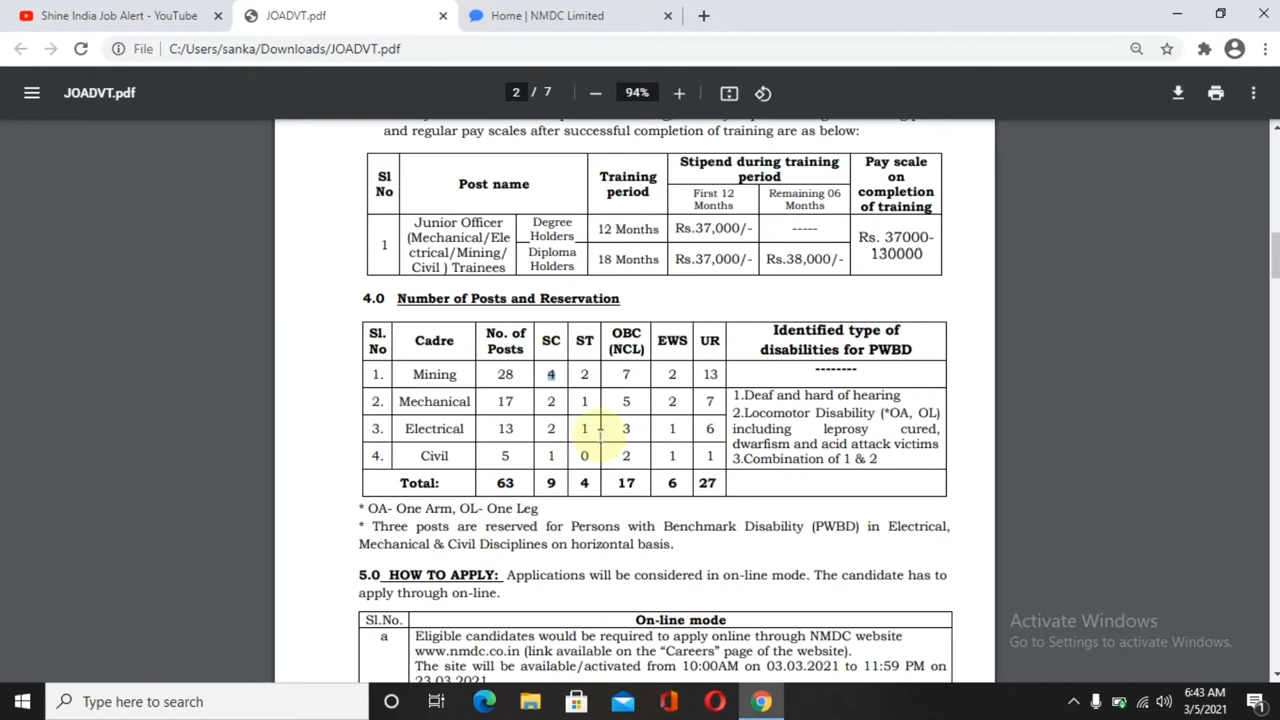 Shine India Job Alert - YouTube
JOADVT.pdf
Home | NMDC Limited
File C:/Users/sanka/Downloads/JOADVT.pdf
JOADVT.pdf
2 / 7
94%
and regular pay scales after successful completion of training are as below:
Sl No Post name Training period Stipend during training period Pay scale on completion of training
First 12 Months Remaining 06 Months
1 Junior Officer (Mechanical/Ele ctrical/Mining/ Civil ) Trainees Degree Holders 12 Months Rs.37,000/- ----- Rs. 37000-130000
Diploma Holders 18 Months Rs.37,000/- Rs.38,000/-
4.0 Number of Posts and Reservation
Sl. No Cadre No. of Posts SC ST OBC (NCL) EWS UR Identified type of disabilities for PWBD
1. Mining 28 4 2 7 2 13 --------
2. Mechanical 17 2 1 5 2 7 1.Deaf and hard of hearing
2.Locomotor Disability (*OA, OL)
3. Electrical 13 2 1 3 1 6 including leprosy cured,
dwarfism and acid attack victims
4. Civil 5 1 0 2 1 1 3.Combination of 1 & 2
Total: 63 9 4 17 6 27
* OA- One Arm, OL- One Leg
* Three posts are reserved for Persons with Benchmark Disability (PWBD) in Electrical,
Mechanical & Civil Disciplines on horizontal basis.
5.0 HOW TO APPLY: Applications will be considered in on-line mode. The candidate has to
apply through on-line.
Sl.No. On-line mode
a Eligible candidates would be required to apply online through NMDC website
www.nmdc.co.in (link available on the “Careers” page of the website).
The site will be available/activated from 10:00AM on 03.03.2021 to 11:59 PM on
23.03.2021
Activate Windows
Go to Settings to activate Windows.
Type here to search
6:43 AM
3/5/2021
1